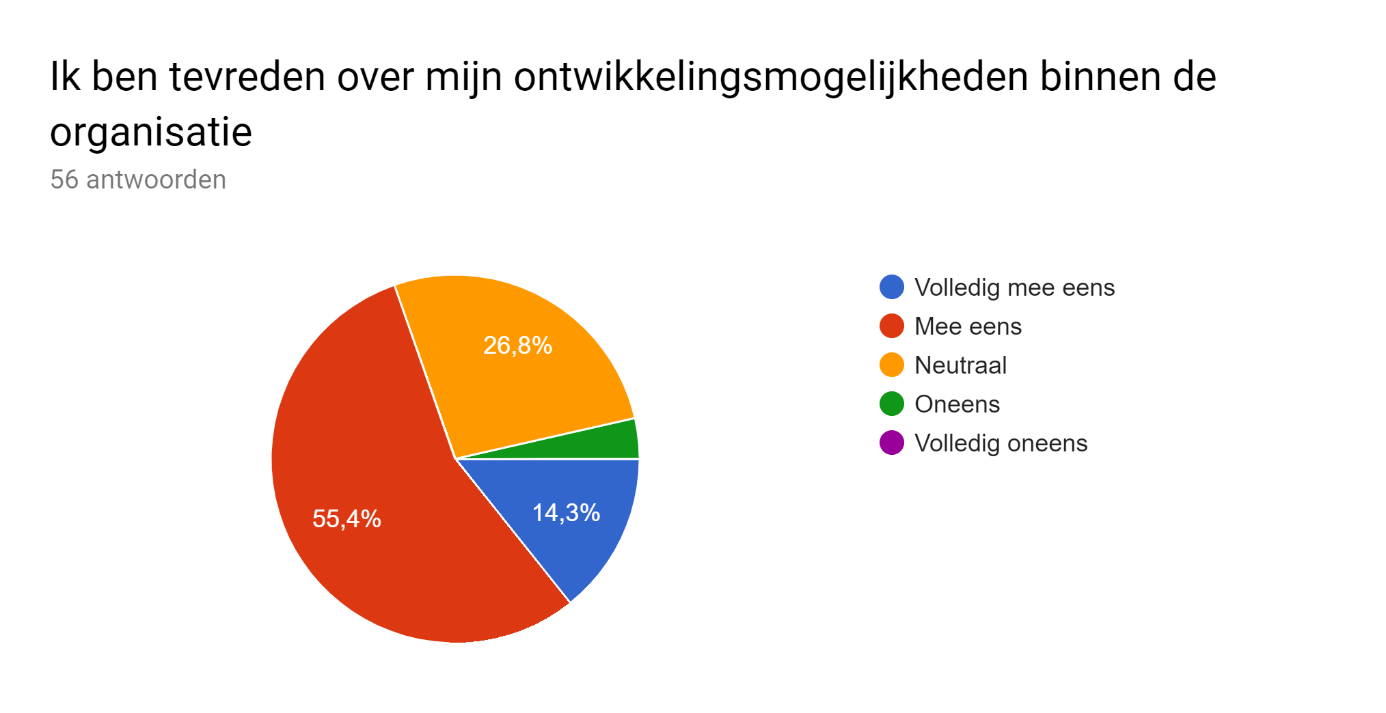 Ik ben tevreden over mijn ontwikkelingsmogelijkheden binnen de
organisatie
56 antwoorden
Volledig mee eens
Mee eens
Neutraal
Oneens
Volledig oneens
26,8%
14,3%
55,4%